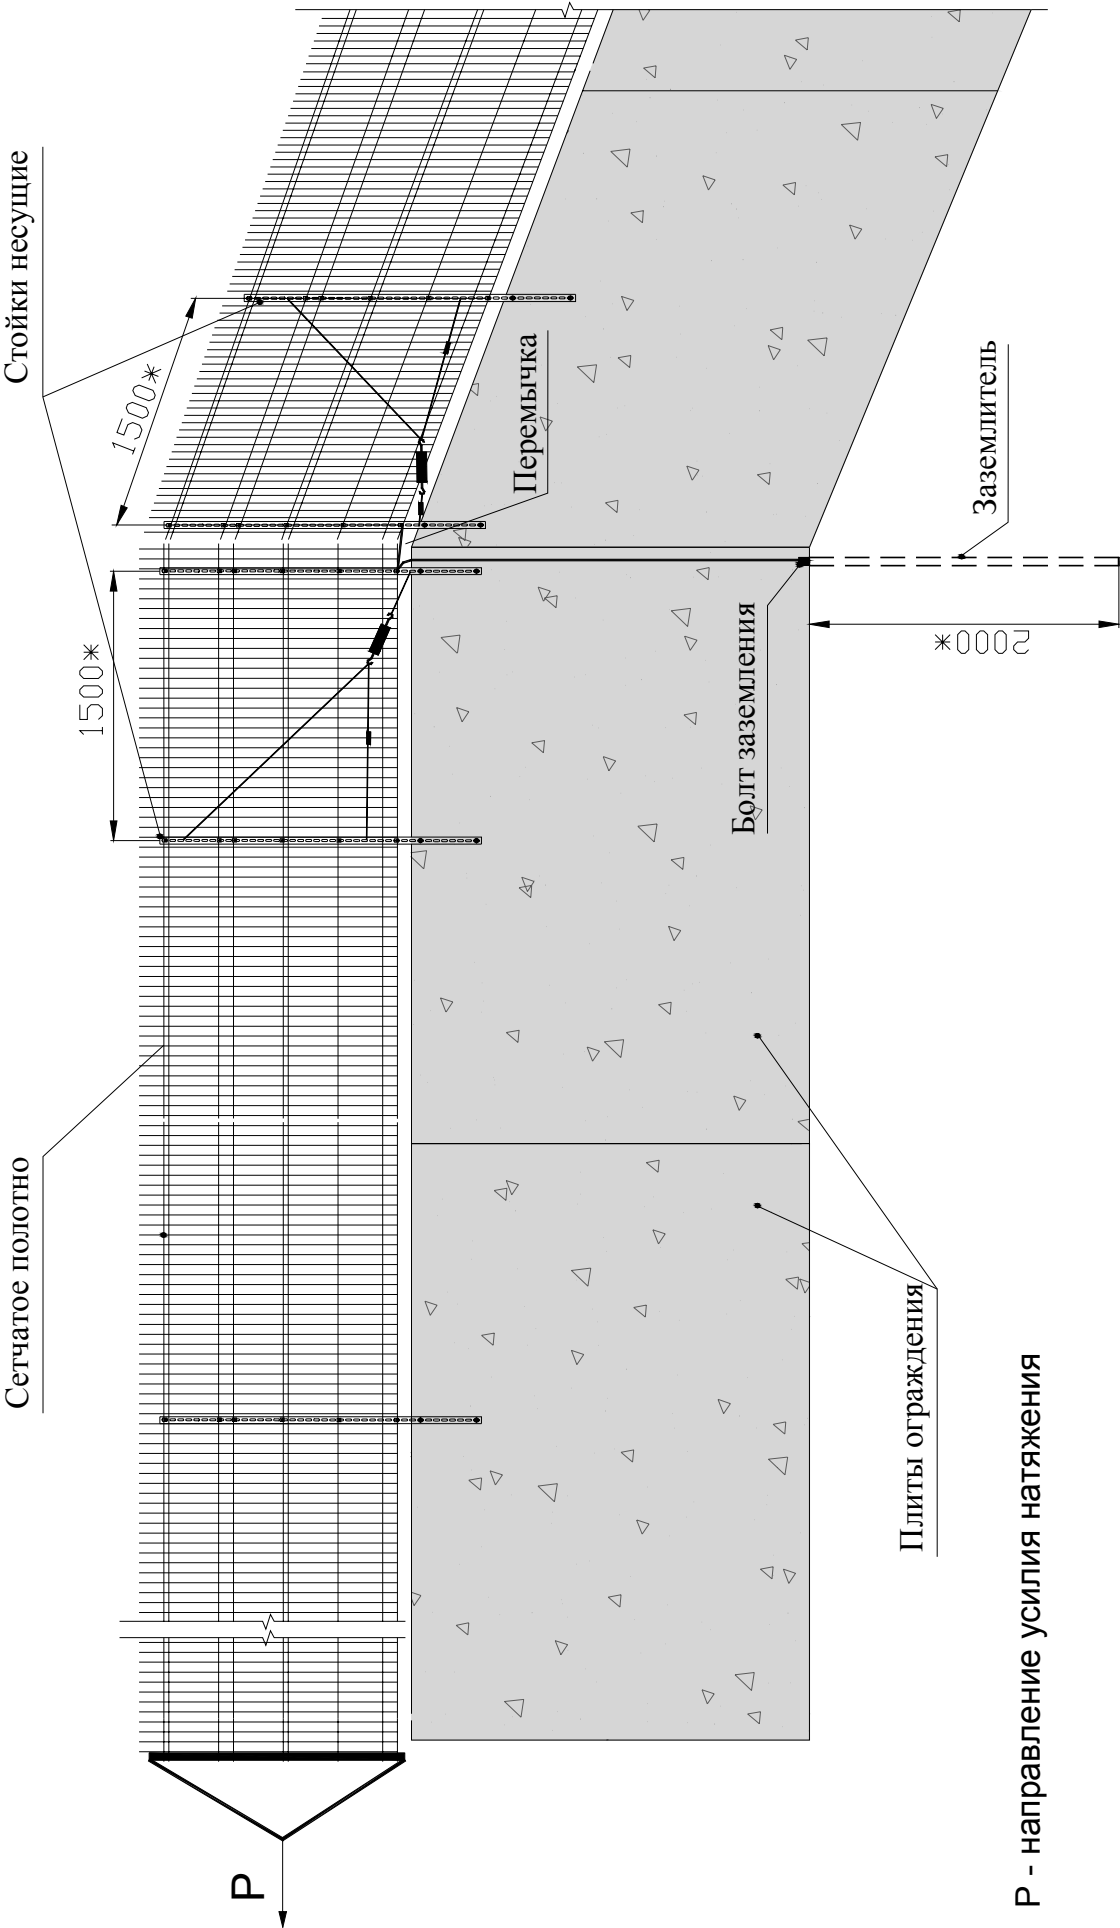 Стойки несущие
1500*
1500*
Перемычка
Заземлитель
2000*
Болт заземления
Сетчатое полотно
Плиты ограждения
P
P - направление усилия натяжения